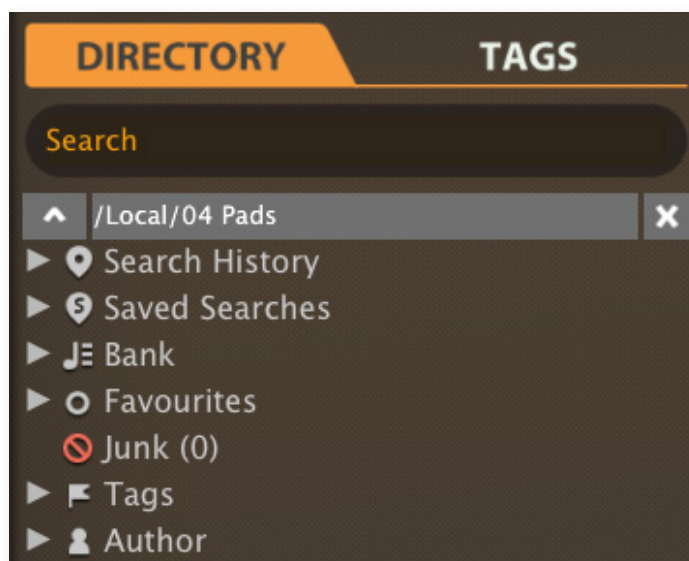 DIRECTORY TAGS
Search
/Local/04 Pads
Search History
S Saved Searches
Bank
Favourites
Junk (0)
Tags
Author